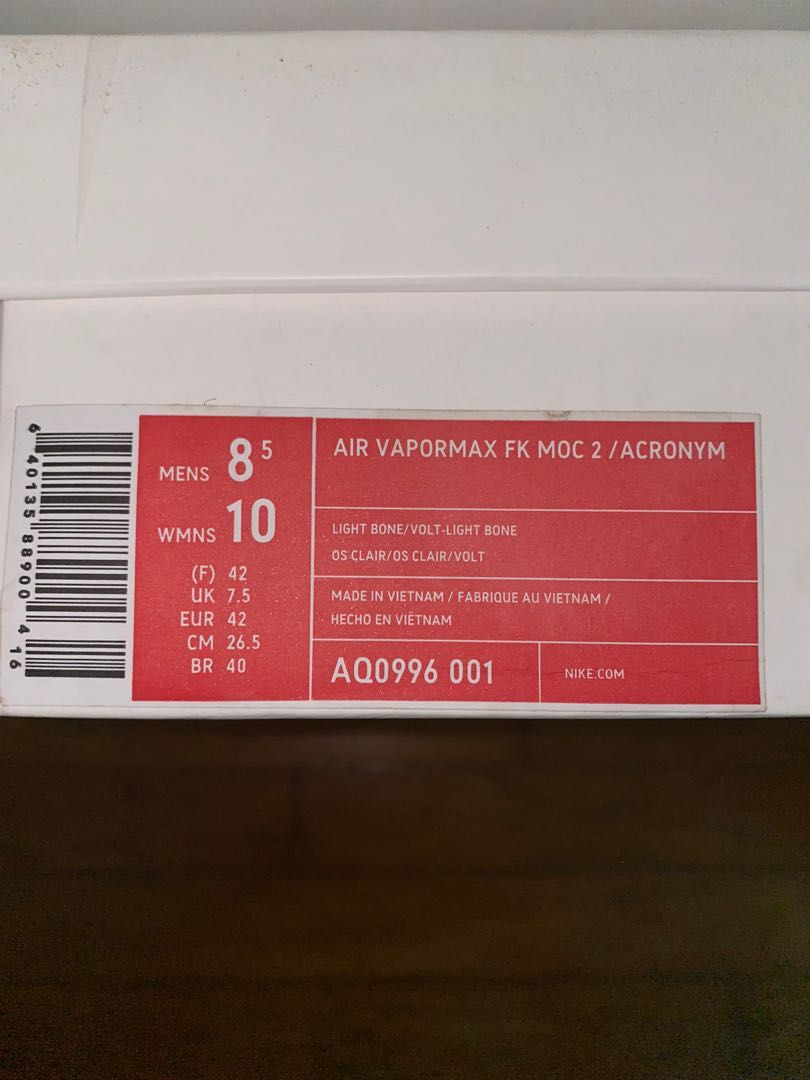 6 40135 88900 4 16
MENS 8 5
WMNS 10
(F) 42
UK 7.5
EUR 42
CM 26.5
BR 40
AIR VAPORMAX FK MOC 2 /ACRONYM
LIGHT BONE/VOLT-LIGHT BONE
OS CLAIR/OS CLAIR/VOLT
MADE IN VIETNAM / FABRIQUE AU VIETNAM /
HECHO EN VIETNAM
AQ0996 001
NIKE.COM